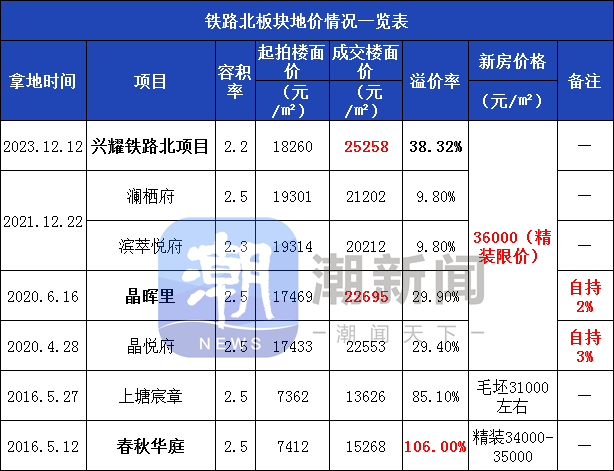 铁路北板块地价情况一览表
拿地时间 项目 容积率 起拍楼面价（元/㎡） 成交楼面价（元/㎡） 溢价率 新房价格（元/㎡） 备注
2023.12.12 兴耀铁路北项目 2.2 18260 25258 38.32% 36000（精装限价） —
2021.12.22 澜栖府 2.5 19301 21202 9.80% —
滨萃悦府 2.3 19314 20212 9.80% —
2020.6.16 晶晖里 2.5 17469 22695 29.90% 自持2%
2020.4.28 晶悦府 2.5 17433 22553 29.40% 自持3%
2016.5.27 上塘宸章 2.5 7362 13626 85.10% 毛坯31000左右 —
2016.5.12 春秋华庭 2.5 7412 15268 106.00% 精装34000-35000 —
潮 NEWS
潮新闻
潮闻天下